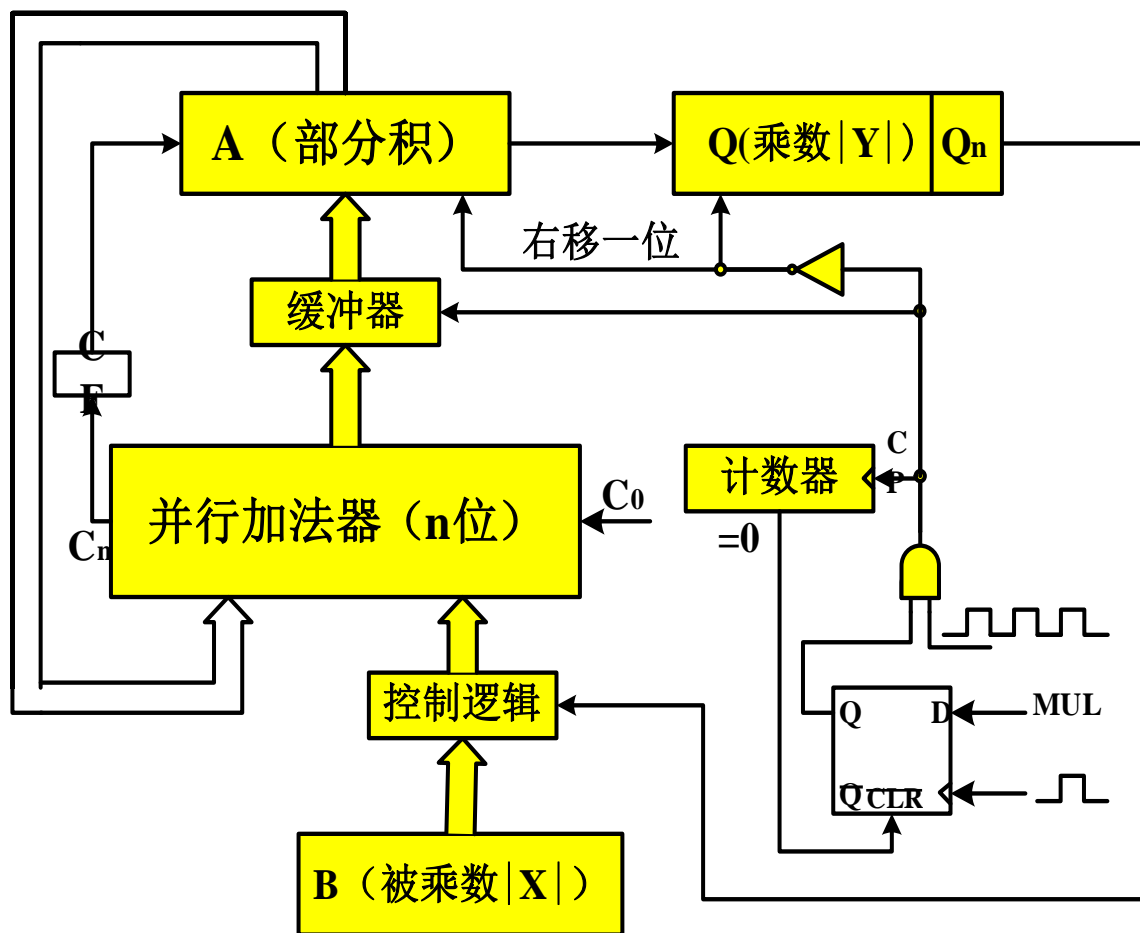 A（部分积）
Q(乘数|Y|)
Qn
右移一位
缓冲器
C
F
C
P
计数器
并行加法器（n位）
C0
Cn
=0
控制逻辑
Q
D
MUL
Q̅
C̅L̅R̅
B（被乘数|X|）